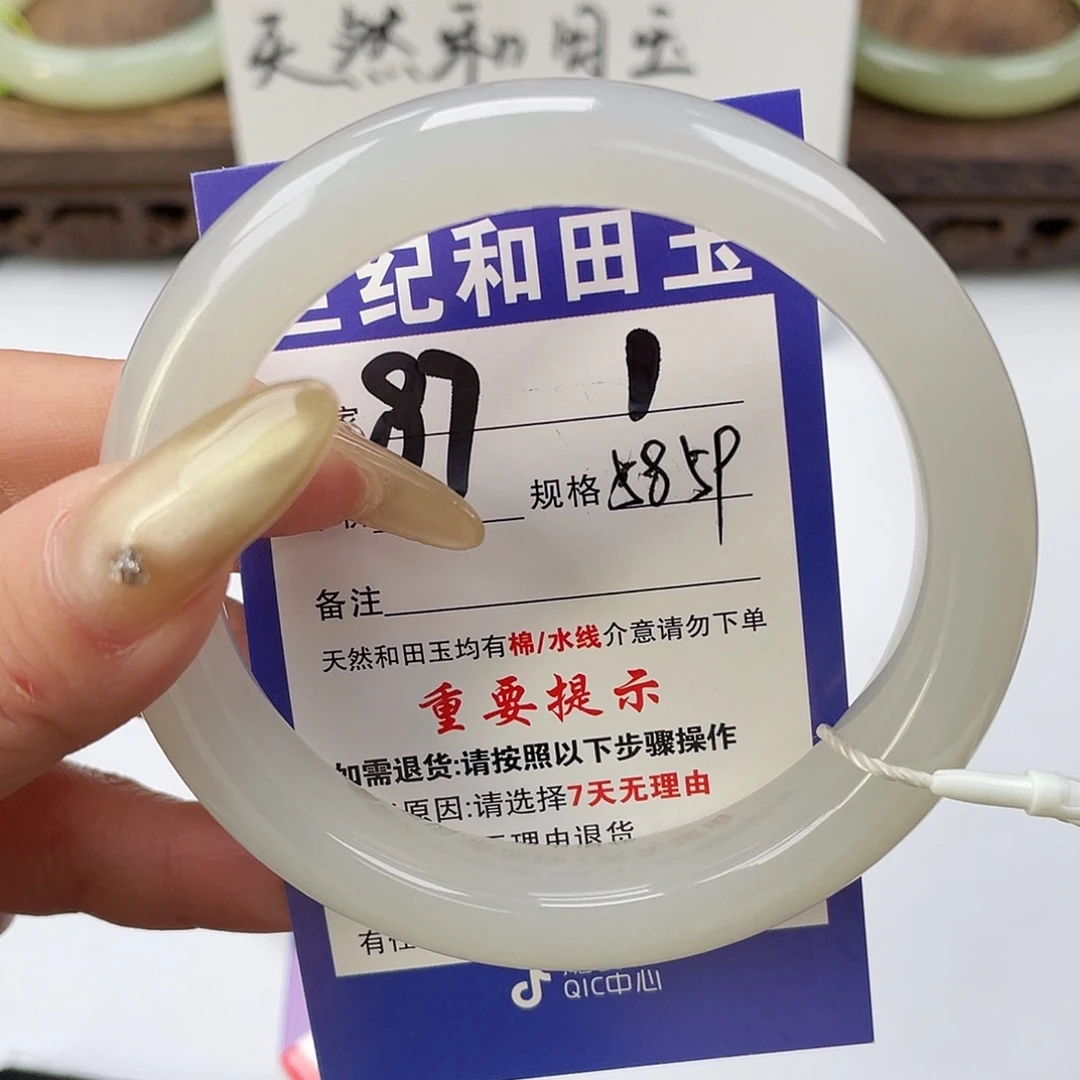 天然和田玉
世纪和田玉
87 1
规格 585P
备注
天然和田玉均有棉/水线介意请勿下单
重要提示
如需退货:请按照以下步骤操作
原因:请选择7天无理由
无理由退货
QIC中心